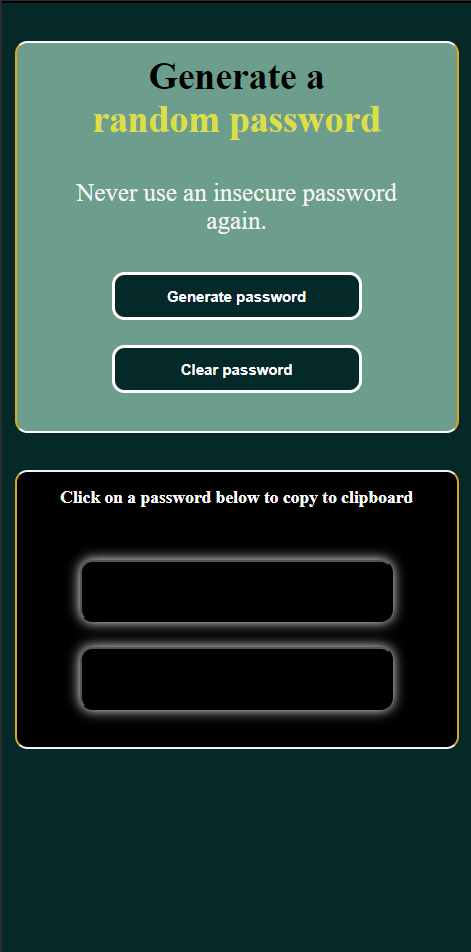 Generate a
random password
Never use an insecure password
again.
Generate password
Clear password
Click on a password below to copy to clipboard